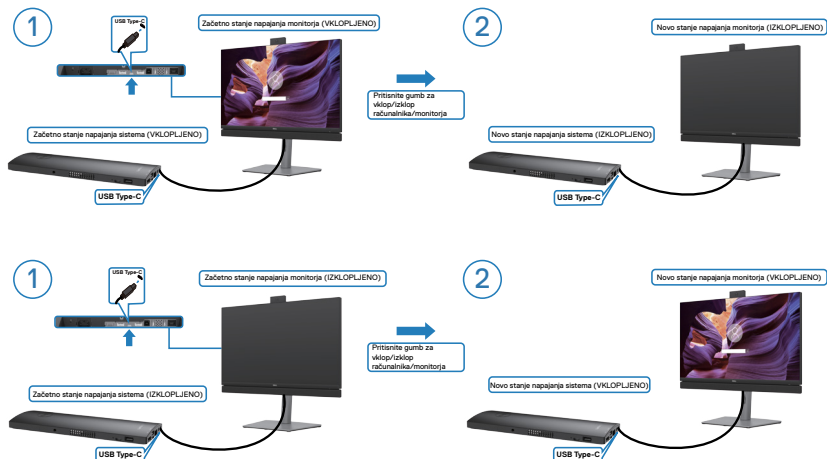 1
USB Type-C
Začetno stanje napajanja monitorja (VKLOPLJENO)
Začetno stanje napajanja sistema (VKLOPLJENO)
USB Type-C
Pritisnite gumb za
vklop/izklop
računalnika/monitorja
2
Novo stanje napajanja monitorja (IZKLOPLJENO)
Novo stanje napajanja sistema (IZKLOPLJENO)
USB Type-C
1
USB Type-C
Začetno stanje napajanja monitorja (IZKLOPLJENO)
Začetno stanje napajanja sistema (IZKLOPLJENO)
USB Type-C
Pritisnite gumb za
vklop/izklop
računalnika/monitorja
2
Novo stanje napajanja monitorja (VKLOPLJENO)
Novo stanje napajanja sistema (VKLOPLJENO)
USB Type-C